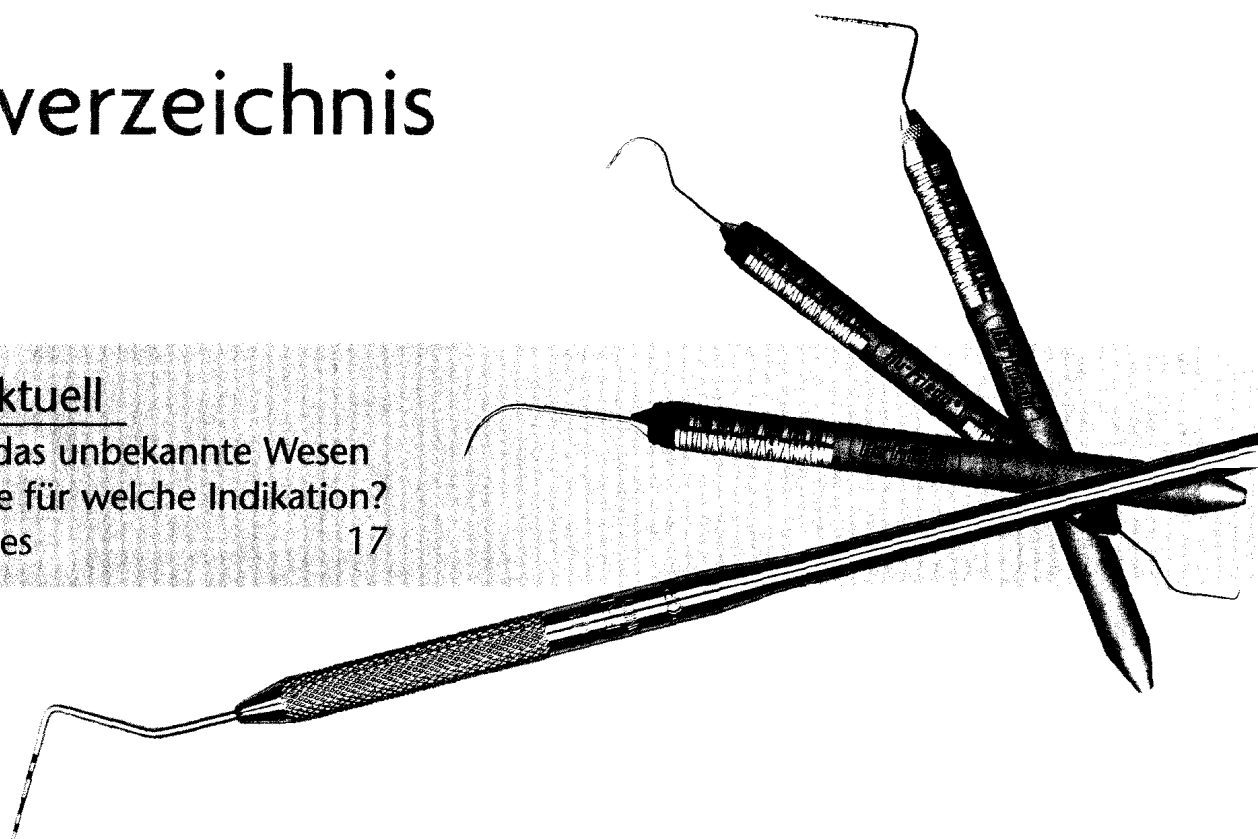 verzeichnis
ktuell
das unbekannte Wesen
e für welche Indikation?
es 17